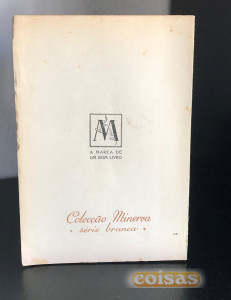 M
A MARCA DE
UM BOM LIVRO
Colecção Minerva
* série branca *
coisas